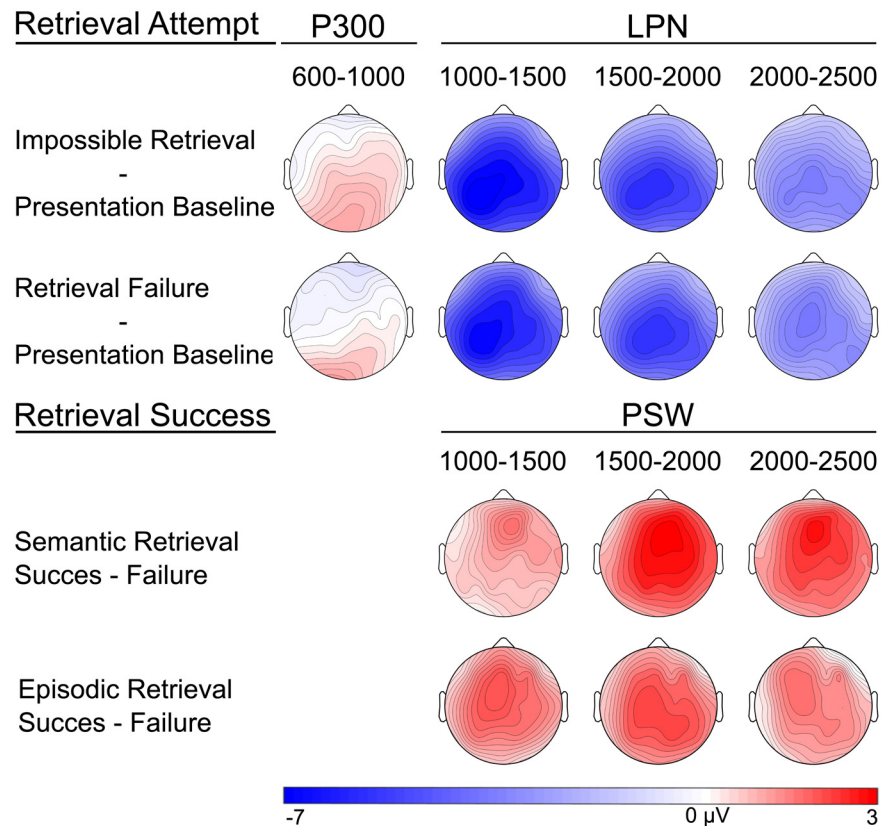 Retrieval Attempt P300 LPN
600-1000 1000-1500 1500-2000 2000-2500
Impossible Retrieval
-
Presentation Baseline
Retrieval Failure
-
Presentation Baseline
Retrieval Success PSW
1000-1500 1500-2000 2000-2500
Semantic Retrieval
Succes - Failure
Episodic Retrieval
Succes - Failure
-7 0 μV 3